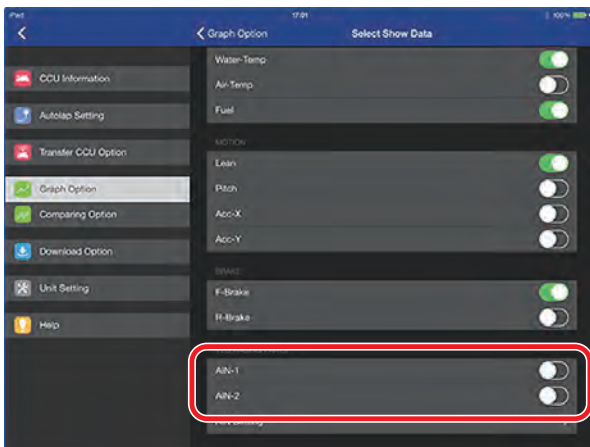 iPad
17:01
100%
Graph Option
Select Show Data
CCU Information
Autolap Setting
Transfer CCU Option
Graph Option
Comparing Option
Download Option
Unit Setting
Help
Water-Temp
Air-Temp
Fuel
MOTION
Lean
Pitch
Acc-X
Acc-Y
BRAKE
F-Brake
R-Brake
AIN-1
AIN-2